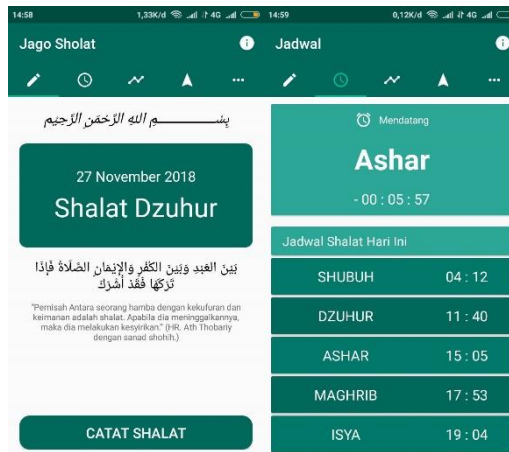 14:58 1,33K/d 4G
Jago Sholat
بِسْــــــــــمِ اللهِ الرَّحْمَنِ الرَّحِيْمِ
27 November 2018
Shalat Dzuhur
بَيْنَ العَبْدِ وَبَيْنَ الكُفْرِ وَالإِيْمَانِ الصَّلَاةُ فَإِذَا
تَرَكَهَا فَقَدْ أَشْرَكَ
"Pemisah Antara seorang hamba dengan kekufuran dan
keimanan adalah shalat. Apabila dia meninggalkannya,
maka dia melakukan kesyirikan." (HR. Ath Thobariy
dengan sanad shohih.)
CATAT SHALAT
14:59 0,12K/d 4G
Jadwal
Mendatang
Ashar
- 00 : 05 : 57
Jadwal Shalat Hari Ini
SHUBUH 04 : 12
DZUHUR 11 : 40
ASHAR 15 : 05
MAGHRIB 17 : 53
ISYA 19 : 04